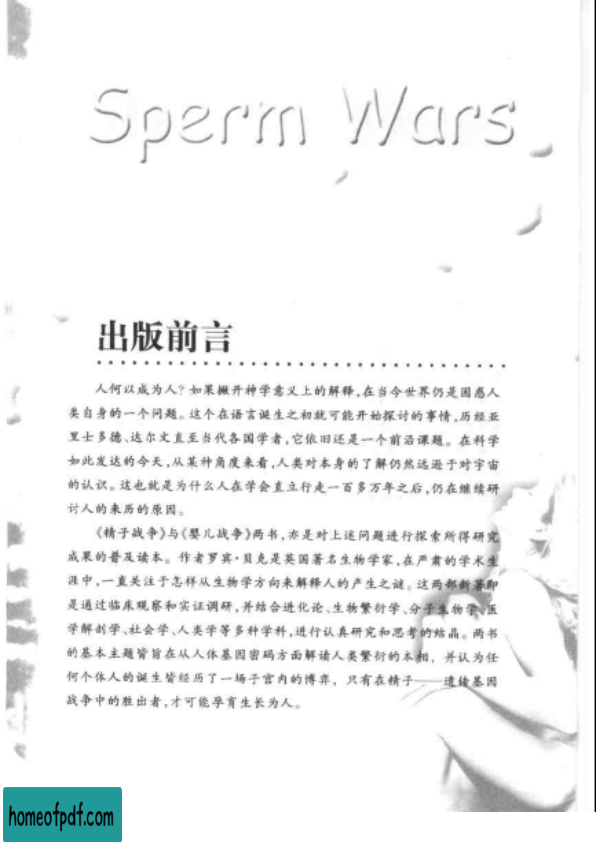 Sperm Wars
出版前言
人何以成为人?如果撇开神学意义上的解释,在当今世界仍是困惑人
类自身的一个问题。这个在语言诞生之初就可能开始探讨的事情,历经亚
里士多德、达尔文直至当代各国学者,它依旧还是一个前沿课题。在科学
如此发达的今天,从某种角度来看,人类对本身的了解仍然远逊于对宇宙
的认识。这也就是为什么人在学会直立行走一百多万年之后,仍在继续研
讨人的来历的原因。
《精子战争》与《婴儿战争》两书,亦是对上述问题进行探索所得研究
成果的普及读本。作者罗宾·贝克是英国著名生物学家,在严肃的学术生
涯中,一直关注于怎样从生物学方向来解释人的产生之谜。这两部新著即
是通过临床观察和实证调研,并结合进化论、生物繁衍学、分子生物学、医
学解剖学、社会学、人类学等多种学科,进行认真研究和思考的结晶。两书
的基本主题皆旨在从人体基因密码方面解读人类繁衍的本相,并认为任
何个体人的诞生皆经历了一场子宫内的博弈,只有在精子——遗传基因
战争中的胜出者,才可能孕育生长为人。
homeofpdf.com